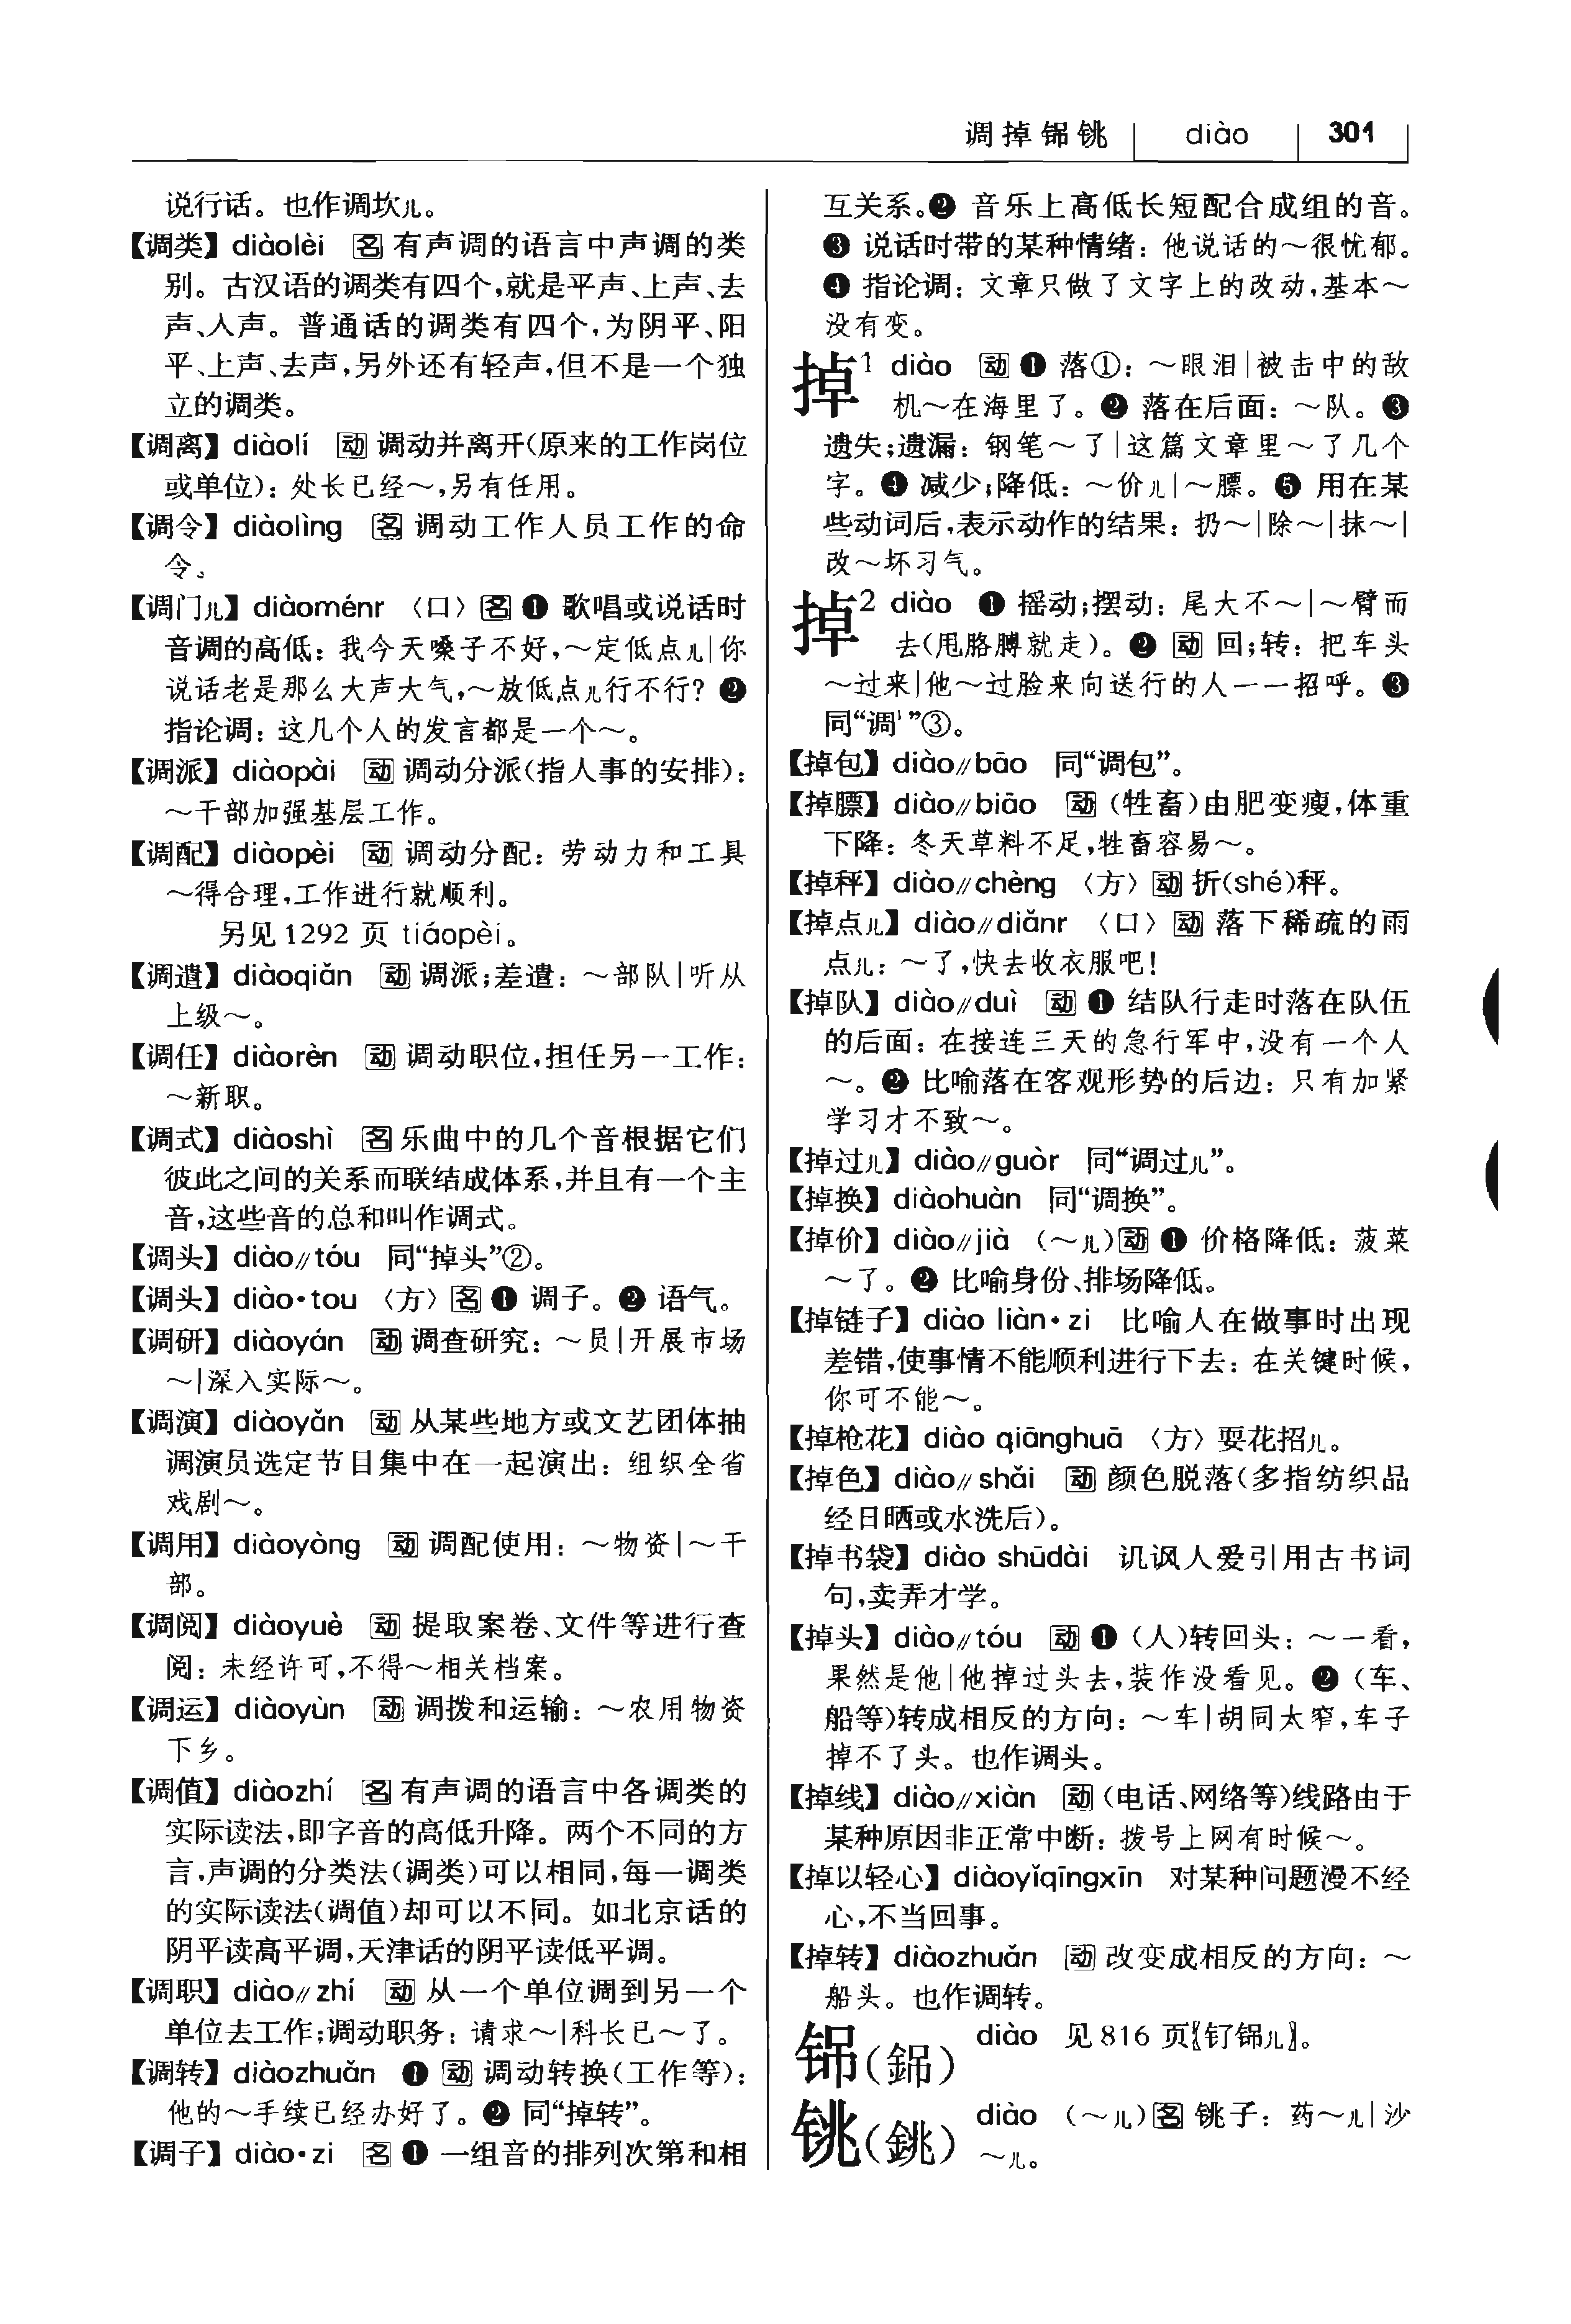 调掉铞铫 diào 301
说行话。也作调坎儿。
【调类】diàolèi 名 有声调的语言中声调的类
别。古汉语的调类有四个,就是平声、上声、去
声、入声。普通话的调类有四个,为阴平、阳
平、上声、去声,另外还有轻声,但不是一个独
立的调类。
【调离】diàolí 动 调动并离开(原来的工作岗位
或单位):处长已经～,另有任用。
【调令】diàolìng 名 调动工作人员工作的命
令。
【调门儿】diàoménr 〈口〉名 ❶ 歌唱或说话时
音调的高低:我今天嗓子不好,～定低点儿|你
说话老是那么大声大气,～放低点儿行不行? ❷
指论调:这几个人的发言都是一个～。
【调派】diàopài 动 调动分派(指人事的安排):
～干部加强基层工作。
【调配】diàopèi 动 调动分配:劳动力和工具
～得合理,工作进行就顺利。
另见1292 页 tiáopèi。
【调遣】diàoqiǎn 动 调派;差遣:～部队|听从
上级～。
【调任】diàorèn 动 调动职位,担任另一工作:
～新职。
【调式】diàoshì 名 乐曲中的几个音根据它们
彼此之间的关系而联结成体系,并且有一个主
音,这些音的总和叫作调式。
【调头】diào∥tóu 同“掉头”②。
【调头】diào·tou 〈方〉名 ❶ 调子。❷ 语气。
【调研】diàoyán 动 调查研究:～员|开展市场
～|深入实际～。
【调演】diàoyǎn 动 从某些地方或文艺团体抽
调演员选定节目集中在一起演出:组织全省
戏剧～。
【调用】diàoyòng 动 调配使用:～物资|～干
部。
【调阅】diàoyuè 动 提取案卷、文件等进行查
阅:未经许可,不得～相关档案。
【调运】diàoyùn 动 调拨和运输:～农用物资
下乡。
【调值】diàozhí 名 有声调的语言中各调类的
实际读法,即字音的高低升降。两个不同的方
言,声调的分类法(调类)可以相同,每一调类
的实际读法(调值)却可以不同。如北京话的
阴平读高平调,天津话的阴平读低平调。
【调职】diào∥zhí 动 从一个单位调到另一个
单位去工作;调动职务:请求～|科长已～了。
【调转】diàozhuǎn ❶ 动 调动转换(工作等):
他的～手续已经办好了。❷ 同“掉转”。
【调子】diào·zi 名 ❶ 一组音的排列次第和相
互关系。❷ 音乐上高低长短配合成组的音。
❸ 说话时带的某种情绪:他说话的～很忧郁。
❹ 指论调:文章只做了文字上的改动,基本～
没有变。
掉¹ diào 动 ❶ 落①:～眼泪|被击中的敌
机～在海里了。❷ 落在后面:～队。❸
遗失;遗漏:钢笔～了|这篇文章里～了几个
字。❹ 减少;降低:～价儿|～膘。❺ 用在某
些动词后,表示动作的结果:扔～|除～|抹～|
改～坏习气。
掉² diào ❶ 摇动;摆动:尾大不～|～臂而
去(甩胳膊就走)。❷ 动 回;转:把车头
～过来|他～过脸来向送行的人一一招呼。❸
同“调¹”③。
【掉包】diào∥bāo 同“调包”。
【掉膘】diào∥biāo 动 (牲畜)由肥变瘦,体重
下降:冬天草料不足,牲畜容易～。
【掉秤】diào∥chèng 〈方〉动 折(shé)秤。
【掉点儿】diào∥diǎnr 〈口〉动 落下稀疏的雨
点儿:～了,快去收衣服吧!
【掉队】diào∥duì 动 ❶ 结队行走时落在队伍
的后面:在接连三天的急行军中,没有一个人
～。❷ 比喻落在客观形势的后边:只有加紧
学习才不致～。
【掉过儿】diào∥guòr 同“调过儿”。
【掉换】diàohuàn 同“调换”。
【掉价】diào∥jià (～儿)动 ❶ 价格降低:菠菜
～了。❷ 比喻身份、排场降低。
【掉链子】diào liàn·zi 比喻人在做事时出现
差错,使事情不能顺利进行下去:在关键时候,
你可不能～。
【掉枪花】diào qiānghuā 〈方〉耍花招儿。
【掉色】diào∥shǎi 动 颜色脱落(多指纺织品
经日晒或水洗后)。
【掉书袋】diào shūdài 讥讽人爱引用古书词
句,卖弄才学。
【掉头】diào∥tóu 动 ❶ (人)转回头:～一看,
果然是他|他掉过头去,装作没看见。❷ (车、
船等)转成相反的方向:～车|胡同太窄,车子
掉不了头。也作调头。
【掉线】diào∥xiàn 动 (电话、网络等)线路由于
某种原因非正常中断:拨号上网有时候～。
【掉以轻心】diàoyǐqīngxīn 对某种问题漫不经
心,不当回事。
【掉转】diàozhuǎn 动 改变成相反的方向:～
船头。也作调转。
铞(銱) diào 见816 页〖钌铞儿〗。
铫(銚) diào (～儿)名 铫子:药～儿|沙
～儿。